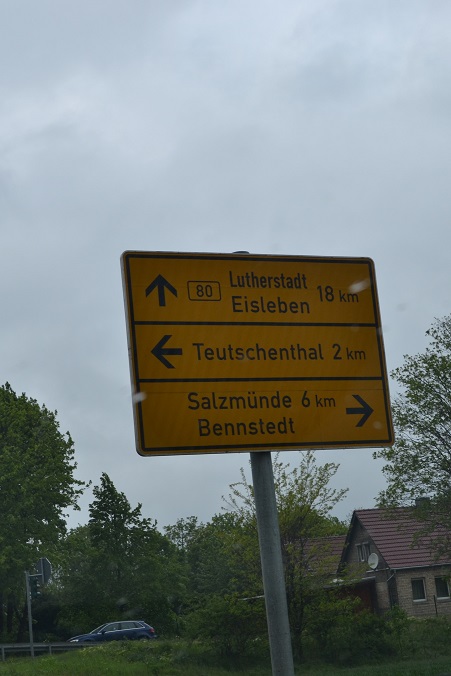 80 Lutherstadt
Eisleben 18 km
Teutschenthal 2 km
Salzmünde 6 km
Bennstedt